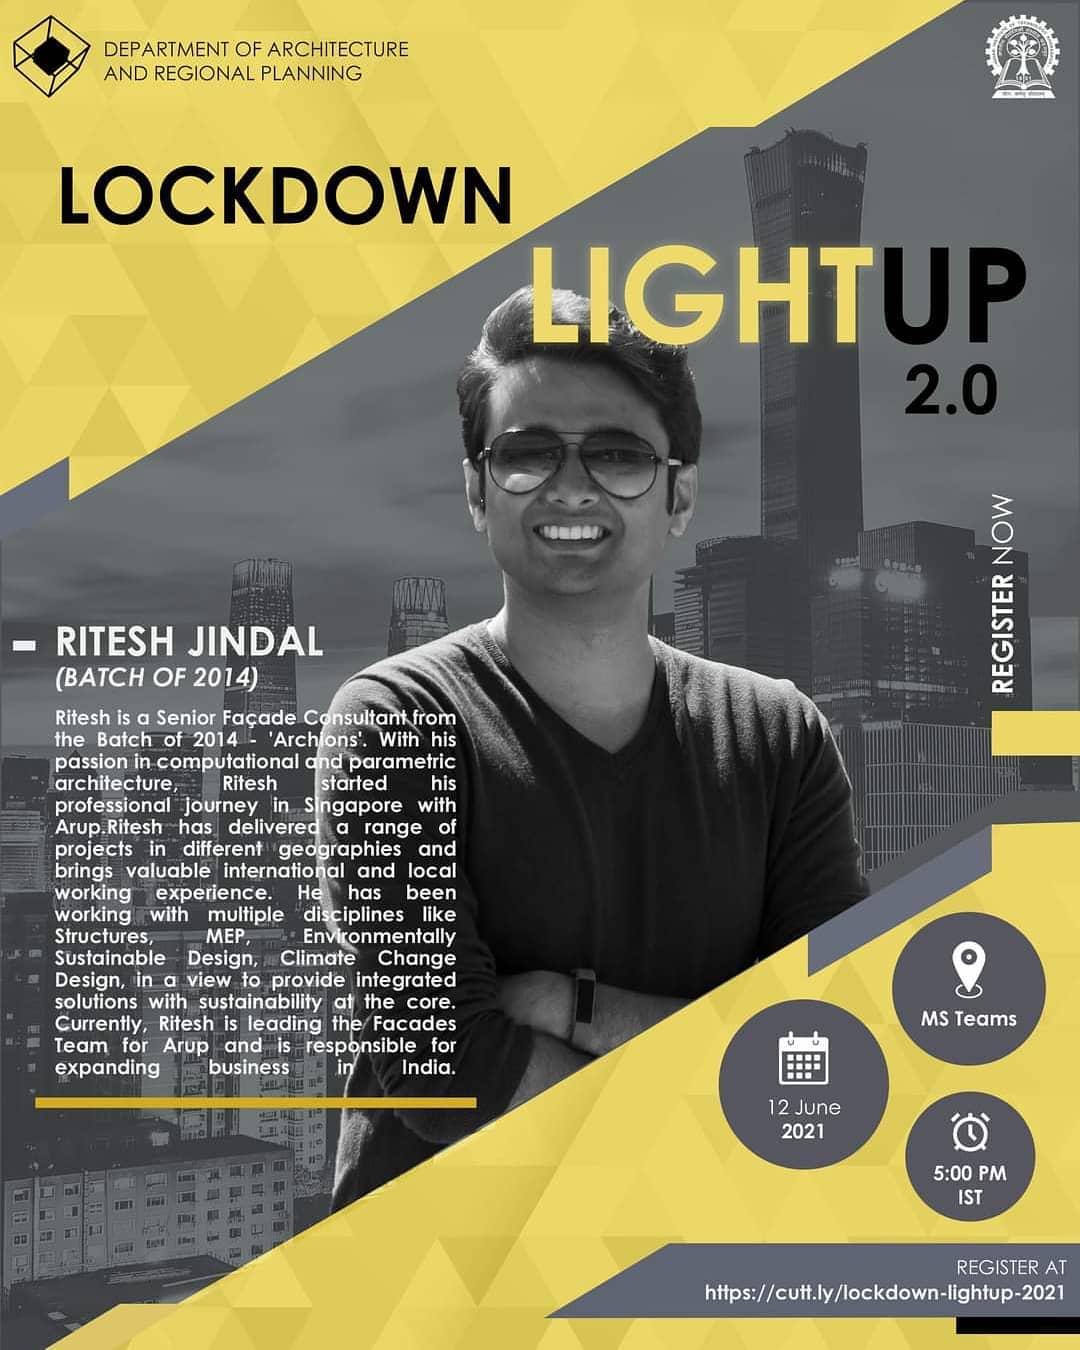 DEPARTMENT OF ARCHITECTURE
AND REGIONAL PLANNING
LOCKDOWN
LIGHTUP
2.0
REGISTER NOW
RITESH JINDAL
(BATCH OF 2014)
Ritesh is a Senior Façade Consultant from
the Batch of 2014 - 'Archions'. With his
passion in computational and parametric
architecture, Ritesh started his
professional journey in Singapore with
Arup.Ritesh has delivered a range of
projects in different geographies and
brings valuable international and local
working experience. He has been
working with multiple disciplines like
Structures, MEP, Environmentally
Sustainable Design, Climate Change
Design, in a view to provide integrated
solutions with sustainability at the core.
Currently, Ritesh is leading the Facades
Team for Arup and is responsible for
expanding business in India.
MS Teams
12 June
2021
5:00 PM
IST
REGISTER AT
https://cutt.ly/lockdown-lightup-2021